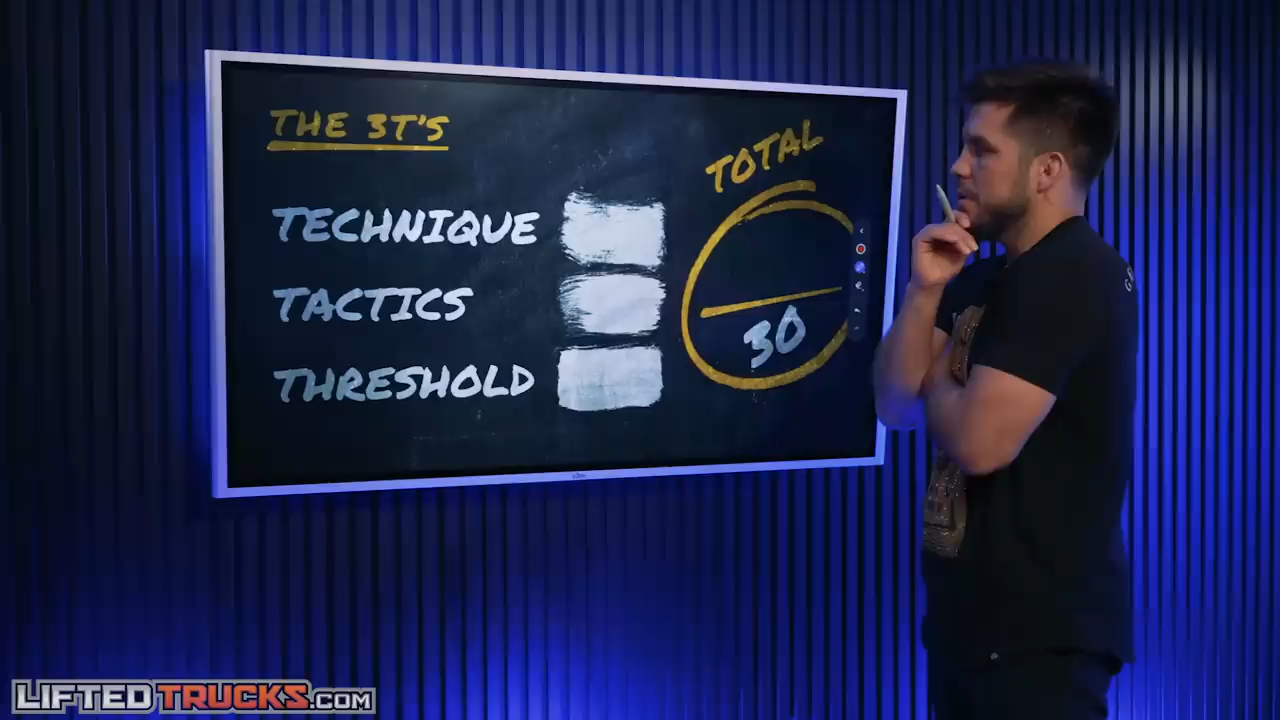 THE 3T'S
TOTAL
TECHNIQUE
TACTICS
30
THRESHOLD
LIFTEDTRUCKS.COM